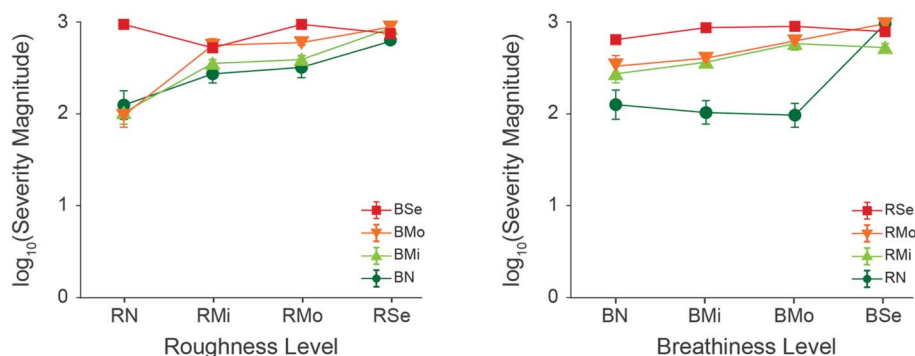 log10(Severity Magnitude)
3
2
1
0
BSe
BMo
BMi
BN
RN RMi RMo RSe
Roughness Level
log10(Severity Magnitude)
3
2
1
0
RSe
RMo
RMi
RN
BN BMi BMo BSe
Breathiness Level